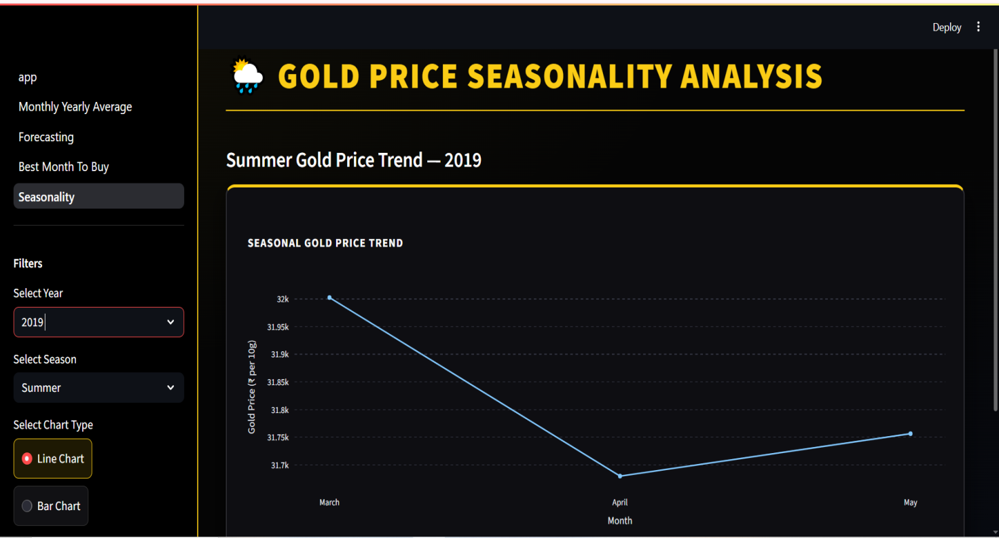 Deploy
app
Monthly Yearly Average
Forecasting
Best Month To Buy
Seasonality
Filters
Select Year
2019
Select Season
Summer
Select Chart Type
Line Chart
Bar Chart
GOLD PRICE SEASONALITY ANALYSIS
Summer Gold Price Trend — 2019
SEASONAL GOLD PRICE TREND
Gold Price (₹ per 10g)
32k
31.95k
31.9k
31.85k
31.8k
31.75k
31.7k
March
April
May
Month